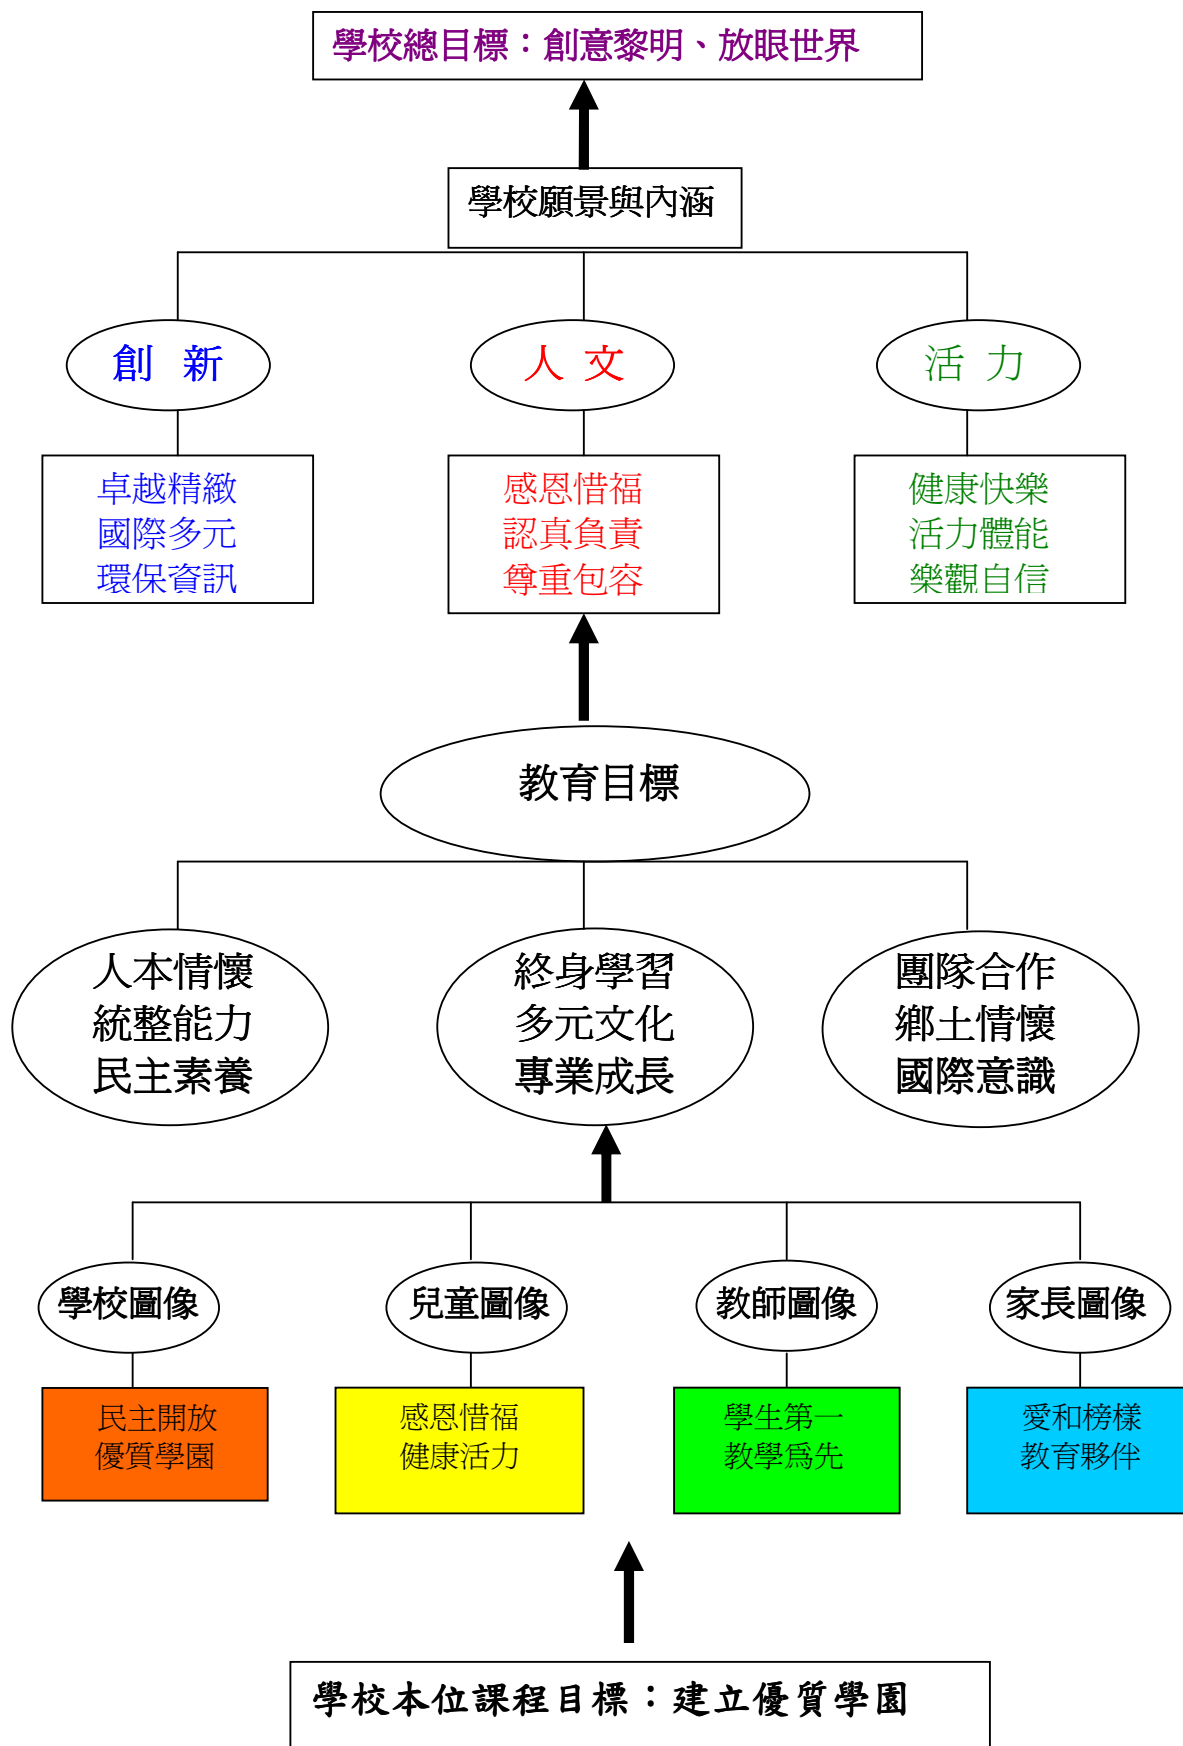 學校總目標：創意黎明、放眼世界
學校願景與內涵
創 新
人 文
活 力
卓越精緻
國際多元
環保資訊
感恩惜福
認真負責
尊重包容
健康快樂
活力體能
樂觀自信
教育目標
人本情懷
統整能力
民主素養
終身學習
多元文化
專業成長
團隊合作
鄉土情懷
國際意識
學校圖像
兒童圖像
教師圖像
家長圖像
民主開放
優質學園
感恩惜福
健康活力
學生第一
教學為先
愛和榜樣
教育夥伴
學校本位課程目標：建立優質學園